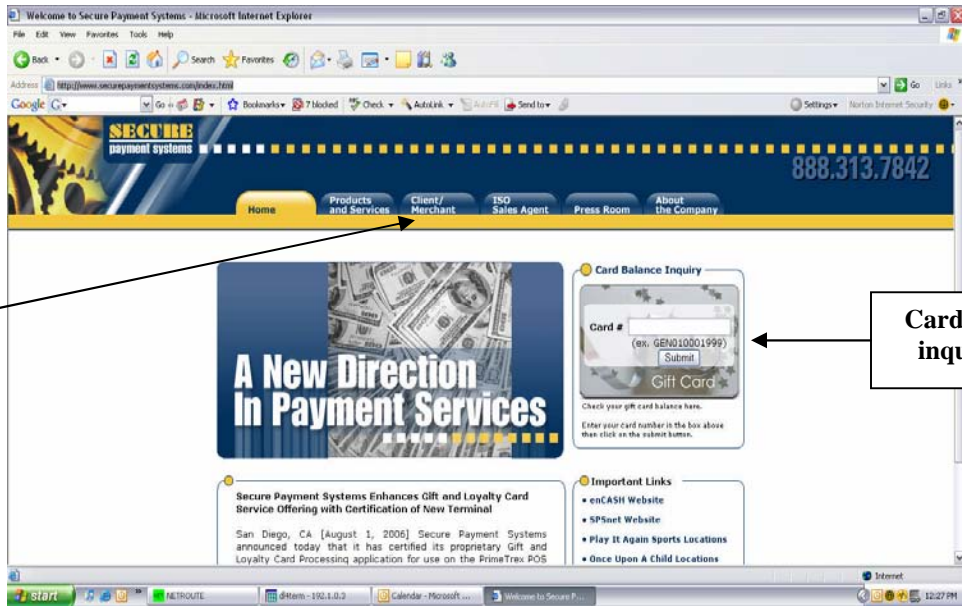 Welcome to Secure Payment Systems - Microsoft Internet Explorer
File Edit View Favorites Tools Help
Back Search Favorites
Address http://www.securepaymentsystems.com/index.html Go Links
Google G Go Bookmarks 7 blocked Check AutoLink AutoFill Send to Settings Norton Internet Security
SECURE
payment systems
888.313.7842
Home Products and Services Client/ Merchant ISO Sales Agent Press Room About the Company
Card Balance Inquiry
Card #
(ex. GEN010001999)
Submit
Gift Card
Check your gift card balance here.
Enter your card number in the box above
then click on the submit button.
Card
inqu
A New Direction
In Payment Services
Secure Payment Systems Enhances Gift and Loyalty Card
Service Offering with Certification of New Terminal
San Diego, CA [August 1, 2006] Secure Payment Systems
announced today that it has certified its proprietary Gift and
Loyalty Card Processing application for use on the PrimeTrex POS
Important Links
• enCASH Website
• SPSnet Website
• Play It Again Sports Locations
• Once Upon A Child Locations
Internet
start NETROUTE d4term - 192.1.0.3 Calendar - Microsoft ... Welcome to Secure P... 12:27 PM